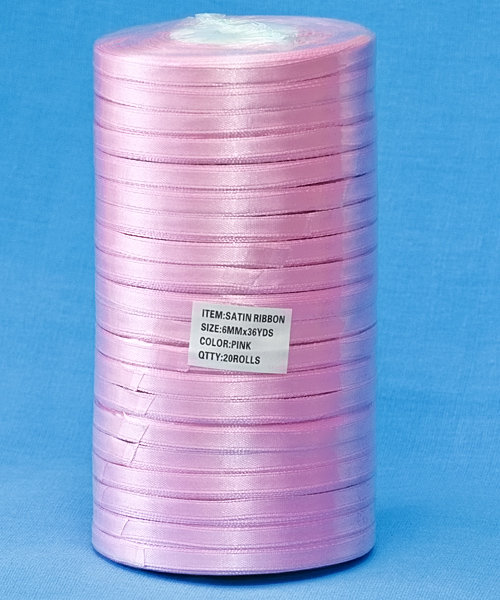 ITEM:SATIN RIBBON
SIZE:6MMx36YDS
COLOR:PINK
QTTY:20ROLLS